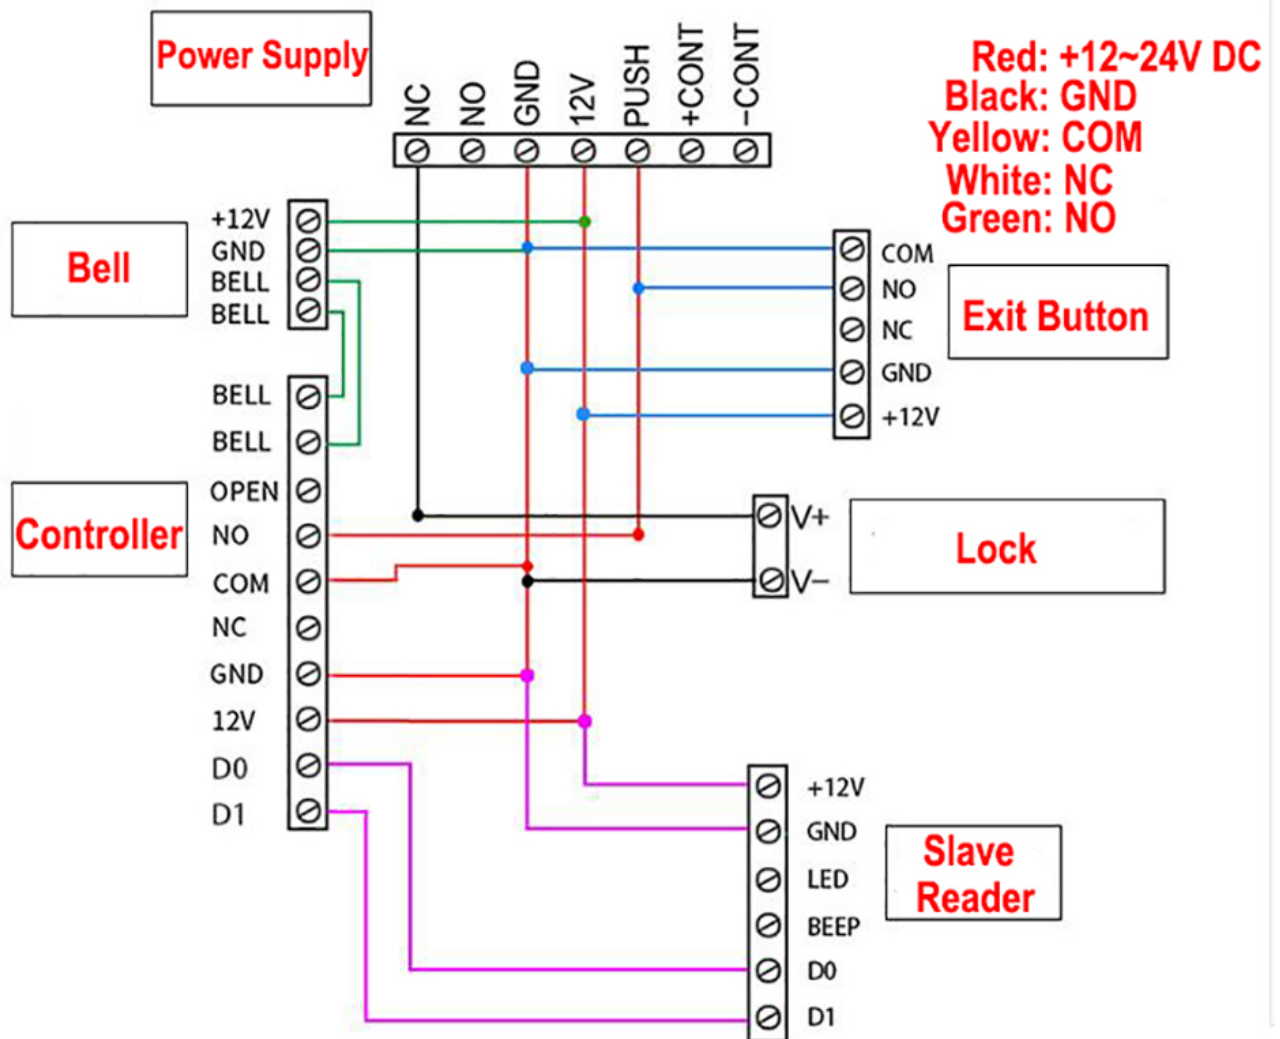 Power Supply
NC
NO
GND
12V
PUSH
+CONT
−CONT
Red: +12~24V DC
Black: GND
Yellow: COM
White: NC
Green: NO
Bell
+12V
GND
BELL
BELL
COM
NO
NC
GND
+12V
Exit Button
Controller
BELL
BELL
OPEN
NO
COM
NC
GND
12V
D0
D1
V+
V−
Lock
+12V
GND
LED
BEEP
D0
D1
Slave
Reader